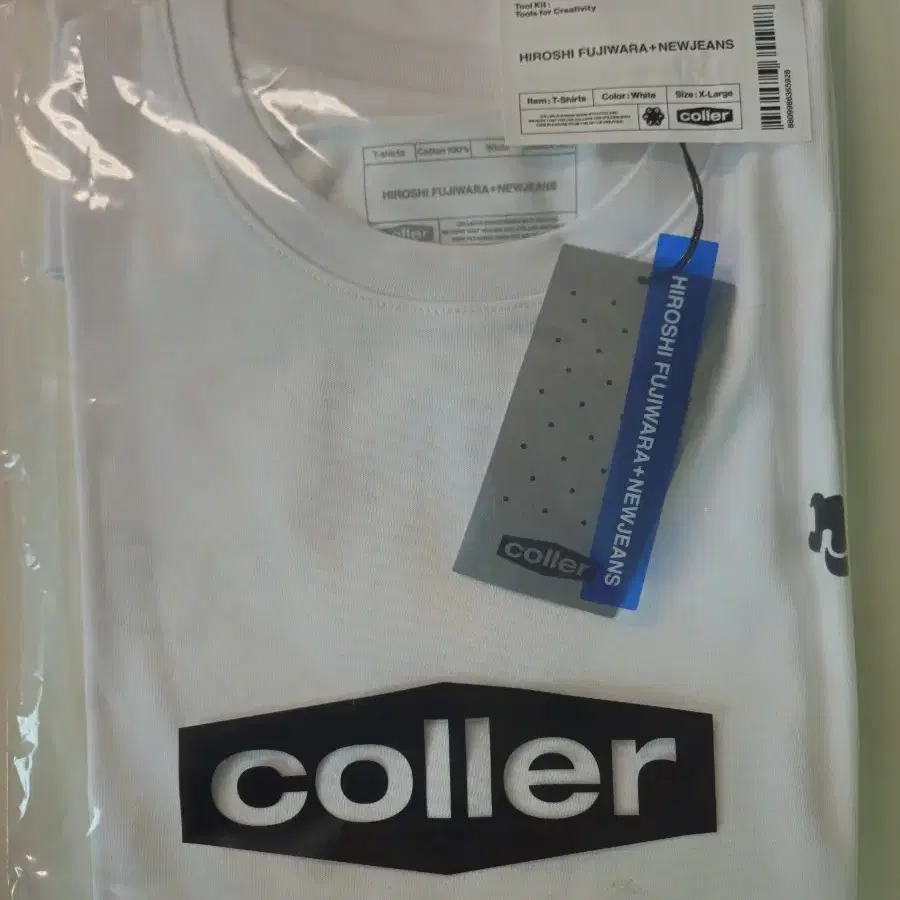 Tool Kit :
Tools for Creativity
HIROSHI FUJIWARA+NEWJEANS
Item : T-Shirts
Color : White
Size : X-Large
coller
T-shirts
Cotton 100%
White
HIROSHI FUJIWARA+NEWJEANS
coller
HIROSHI FUJIWARA+NEWJEANS
coller
coller